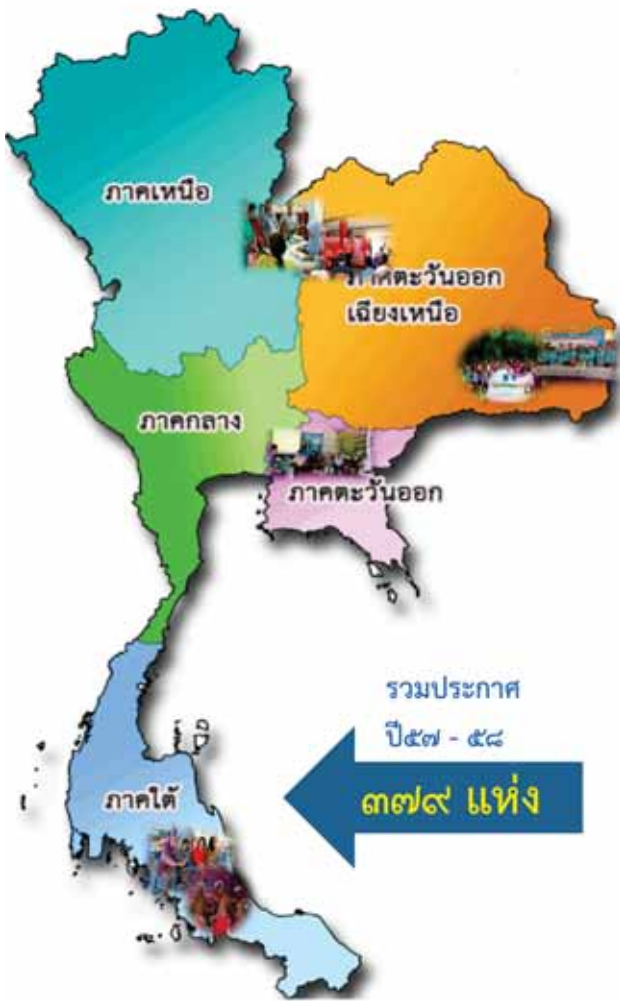 ภาคเหนือ
ภาคตะวันออก
เฉียงเหนือ
ภาคกลาง
ภาคตะวันออก
รวมประกาศ
ปี๕๗ - ๕๘
๓๗๙ แห่ง
ภาคใต้